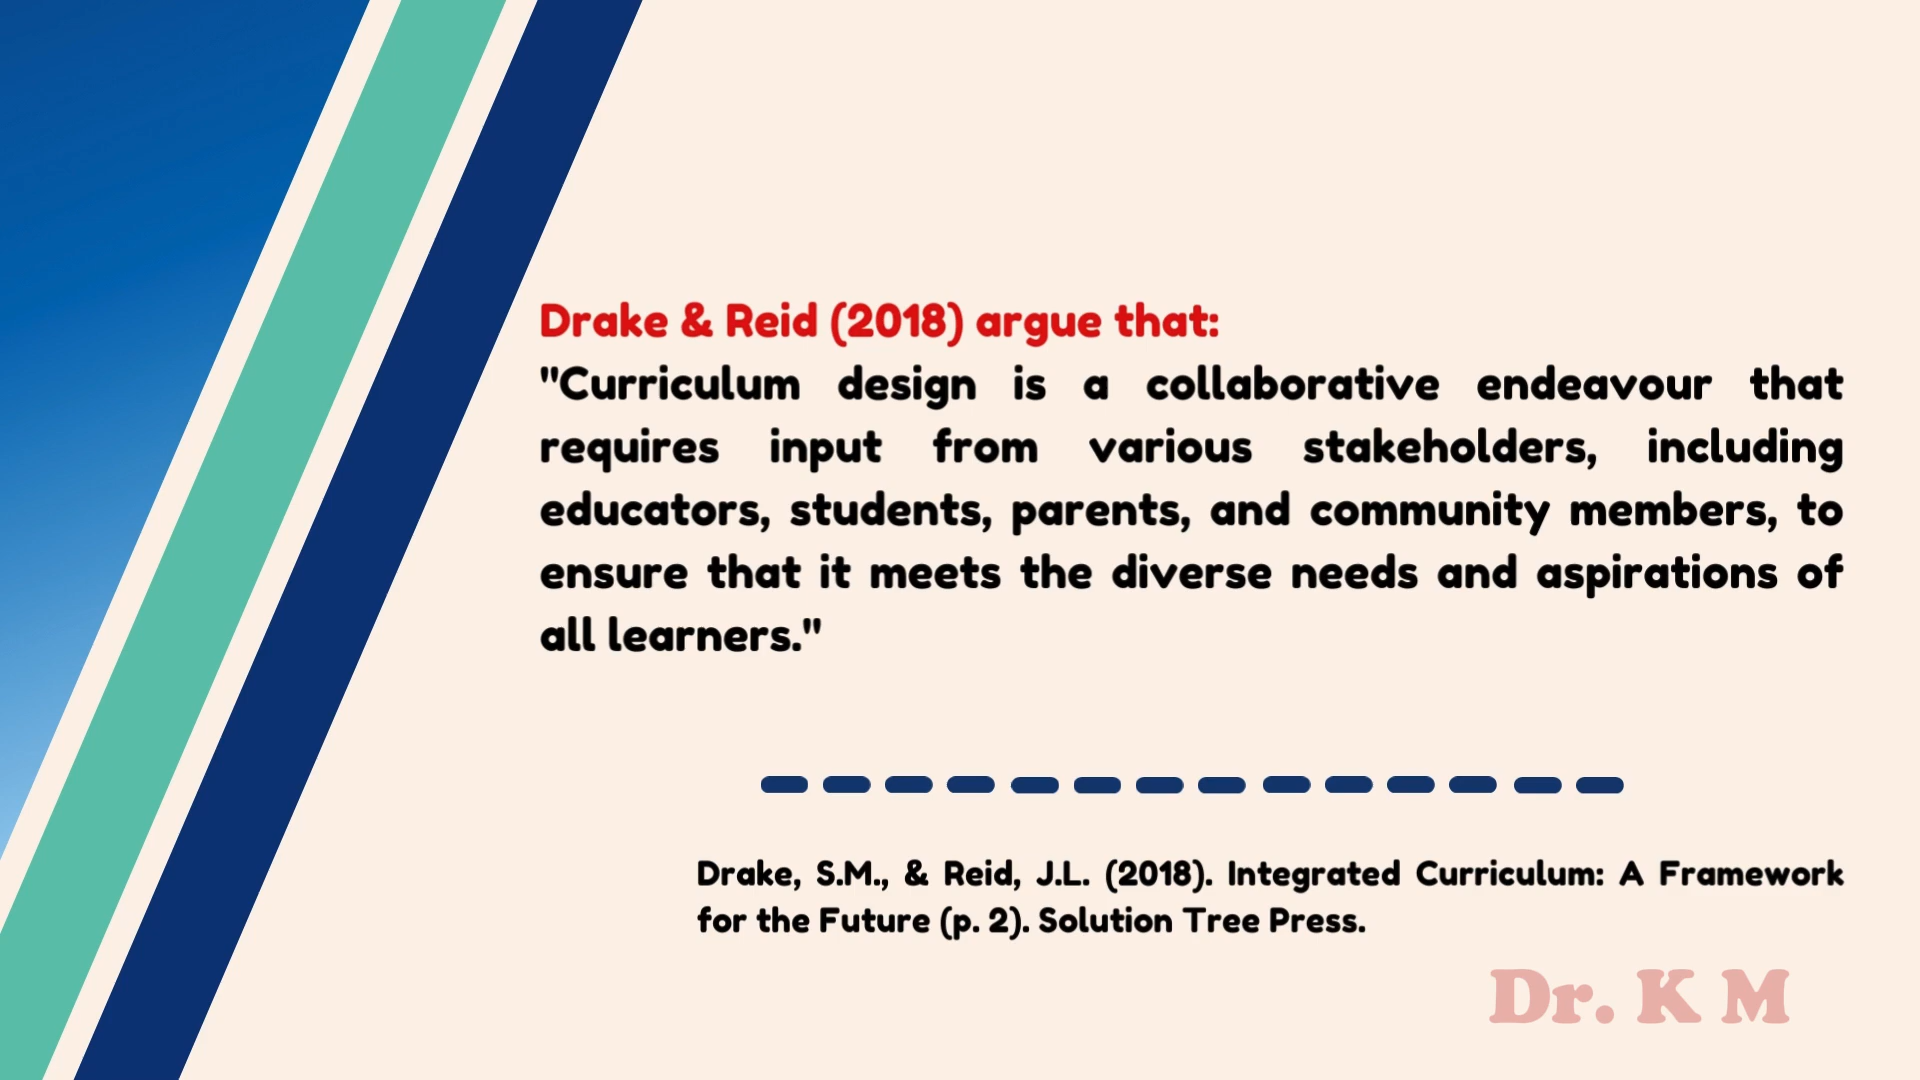 Drake & Reid (2018) argue that:
"Curriculum design is a collaborative endeavour that
requires input from various stakeholders, including
educators, students, parents, and community members, to
ensure that it meets the diverse needs and aspirations of
all learners."
Drake, S.M., & Reid, J.L. (2018). Integrated Curriculum: A Framework
for the Future (p. 2). Solution Tree Press.
Dr. K M